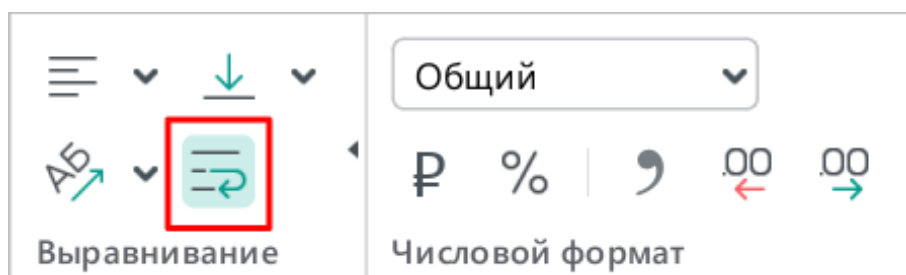 Общий
АБ
₽ % , .00 .00
Выравнивание
Числовой формат